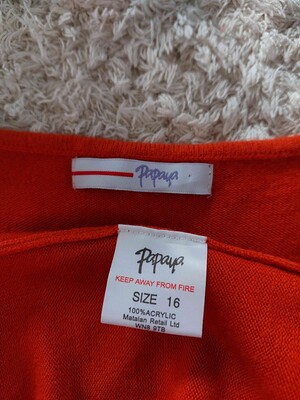 Papaya
Papaya
KEEP AWAY FROM FIRE
SIZE 16
100%ACRYLIC
Matalan Retail Ltd
WN8 9TB